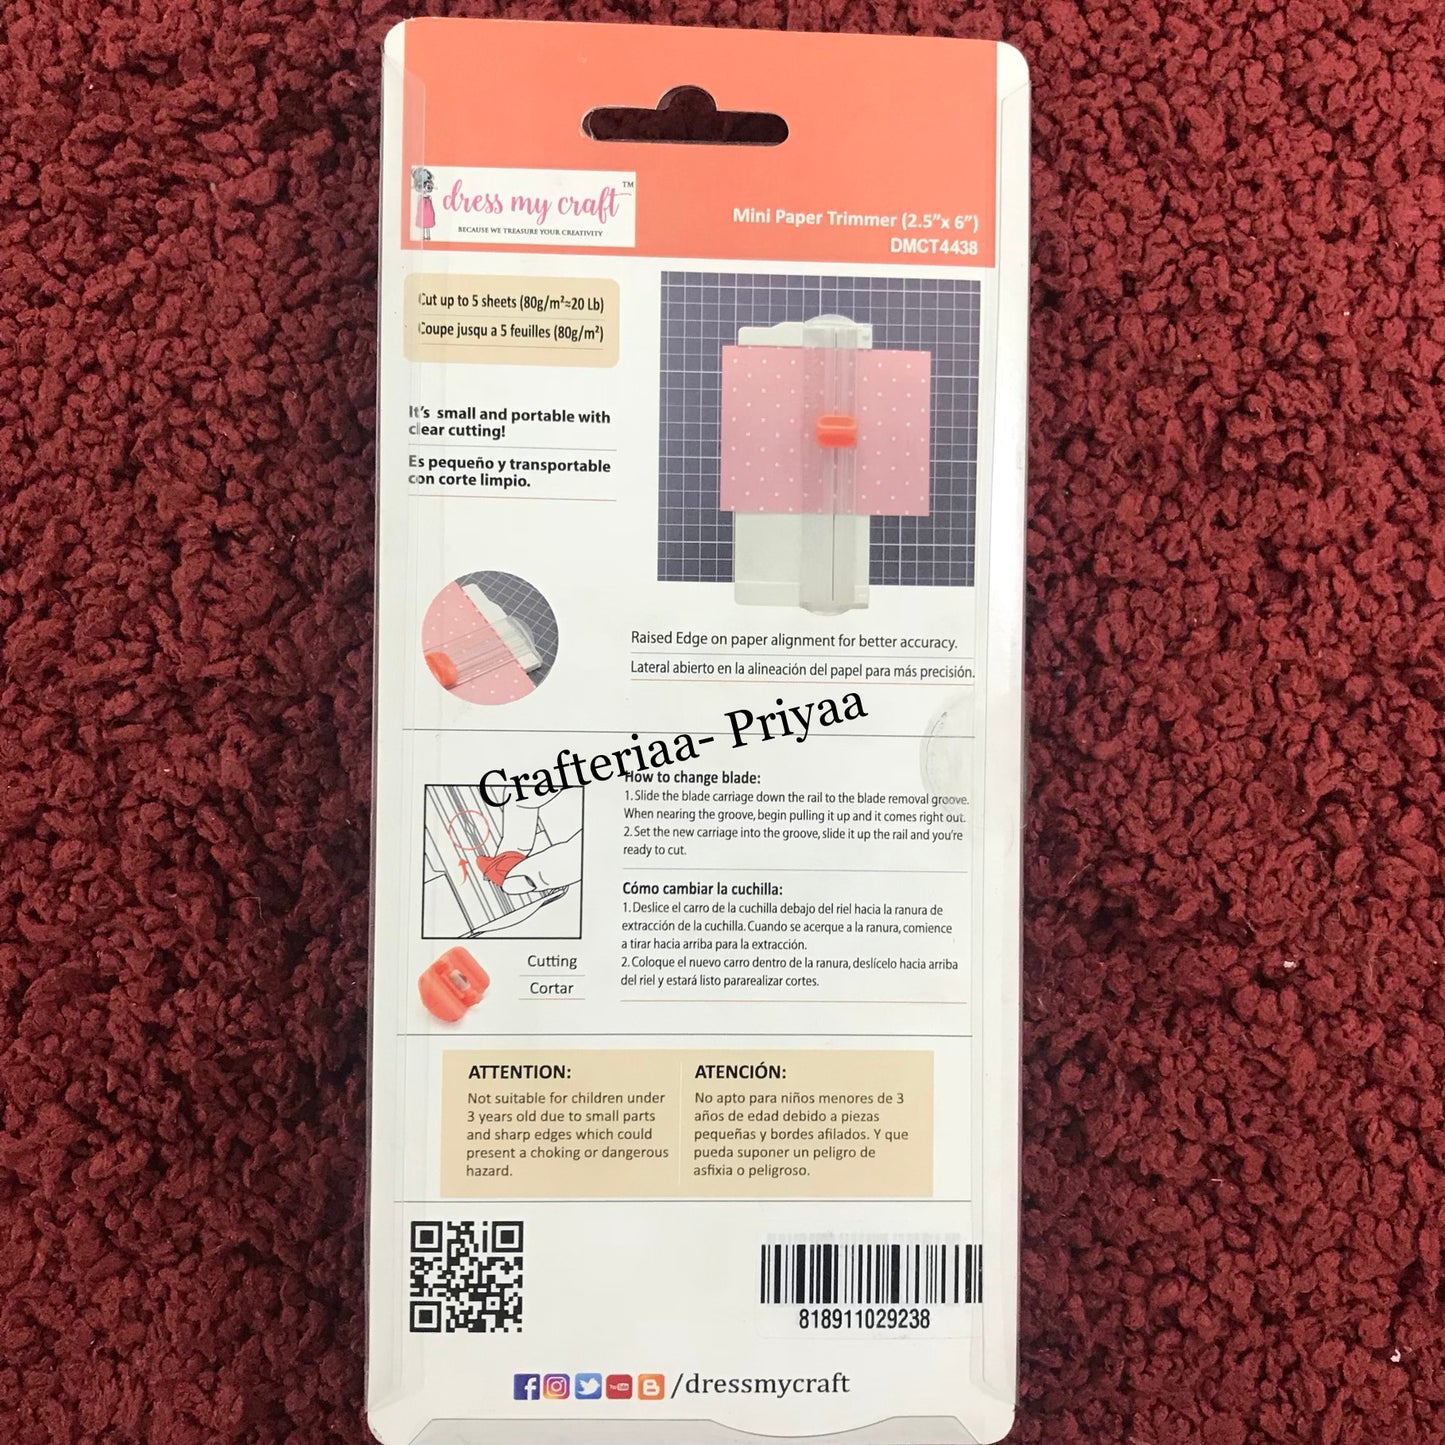 dress my craft™
BECAUSE WE TREASURE YOUR CREATIVITY
Mini Paper Trimmer (2.5"x 6")
DMCT4438
Cut up to 5 sheets (80g/m²≈20 Lb)
Coupe jusqu a 5 feuilles (80g/m²)
It's small and portable with
clear cutting!
Es pequeño y transportable
con corte limpio.
Raised Edge on paper alignment for better accuracy.
Lateral abierto en la alineación del papel para más precisión.
Crafteriaa- Priyaa
How to change blade:
1. Slide the blade carriage down the rail to the blade removal groove.
When nearing the groove, begin pulling it up and it comes right out.
2. Set the new carriage into the groove, slide it up the rail and you're
ready to cut.
Cómo cambiar la cuchilla:
1. Deslice el carro de la cuchilla debajo del riel hacia la ranura de
extracción de la cuchilla. Cuando se acerque a la ranura, comience
a tirar hacia arriba para la extracción.
2. Coloque el nuevo carro dentro de la ranura, deslícelo hacia arriba
del riel y estará listo pararealizar cortes.
Cutting
Cortar
ATTENTION:
Not suitable for children under
3 years old due to small parts
and sharp edges which could
present a choking or dangerous
hazard.
ATENCIÓN:
No apto para niños menores de 3
años de edad debido a piezas
pequeñas y bordes afilados. Y que
pueda suponer un peligro de
asfixia o peligroso.
818911029238
/dressmycraft